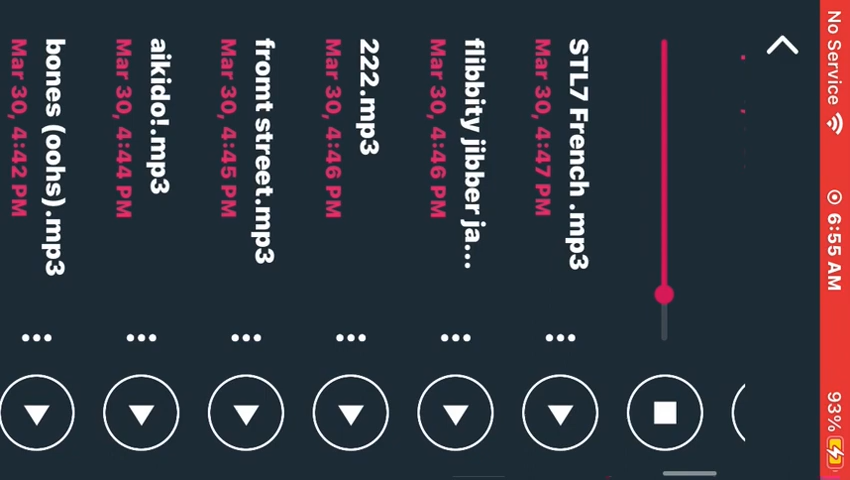 No Service
6:55 AM
93%
STL7 French .mp3
Mar 30, 4:47 PM
flibbity jibber ja...
Mar 30, 4:46 PM
222.mp3
Mar 30, 4:46 PM
fromt street.mp3
Mar 30, 4:45 PM
aikido!.mp3
Mar 30, 4:44 PM
bones (oohs).mp3
Mar 30, 4:42 PM